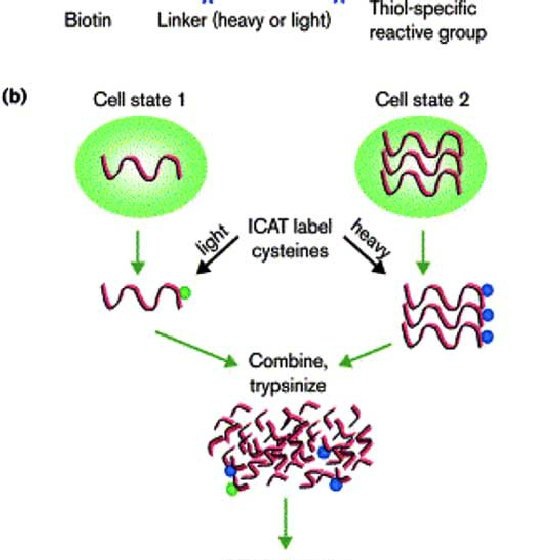 Biotin
Linker (heavy or light)
Thiol-specific
reactive group
(b)
Cell state 1
Cell state 2
light
ICAT label
cysteines
heavy
Combine,
trypsinize